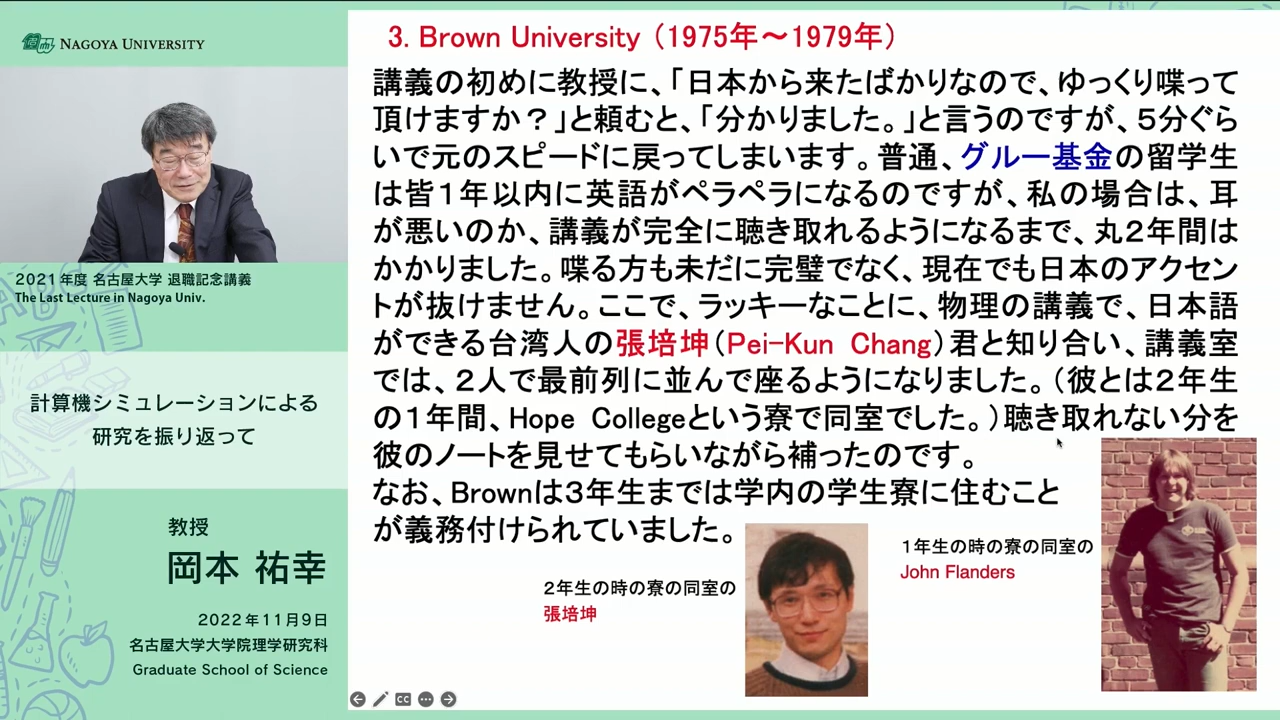 NAGOYA UNIVERSITY
2021年度 名古屋大学 退職記念講義
The Last Lecture in Nagoya Univ.
計算機シミュレーションによる
研究を振り返って
教授
岡本 祐幸
2022年11月9日
名古屋大学大学院理学研究科
Graduate School of Science
3. Brown University（1975年～1979年）
講義の初めに教授に、「日本から来たばかりなので、ゆっくり喋って
頂けますか？」と頼むと、「分かりました。」と言うのですが、５分ぐら
いで元のスピードに戻ってしまいます。普通、グルー基金の留学生
は皆１年以内に英語がペラペラになるのですが、私の場合は、耳
が悪いのか、講義が完全に聴き取れるようになるまで、丸２年間は
かかりました。喋る方も未だに完璧でなく、現在でも日本のアクセン
トが抜けません。ここで、ラッキーなことに、物理の講義で、日本語
ができる台湾人の張培坤（Pei-Kun Chang）君と知り合い、講義室
では、２人で最前列に並んで座るようになりました。（彼とは２年生
の１年間、Hope Collegeという寮で同室でした。）聴き取れない分を
彼のノートを見せてもらいながら補ったのです。
なお、Brownは３年生までは学内の学生寮に住むこと
が義務付けられていました。
２年生の時の寮の同室の
張培坤
１年生の時の寮の同室の
John Flanders
CC